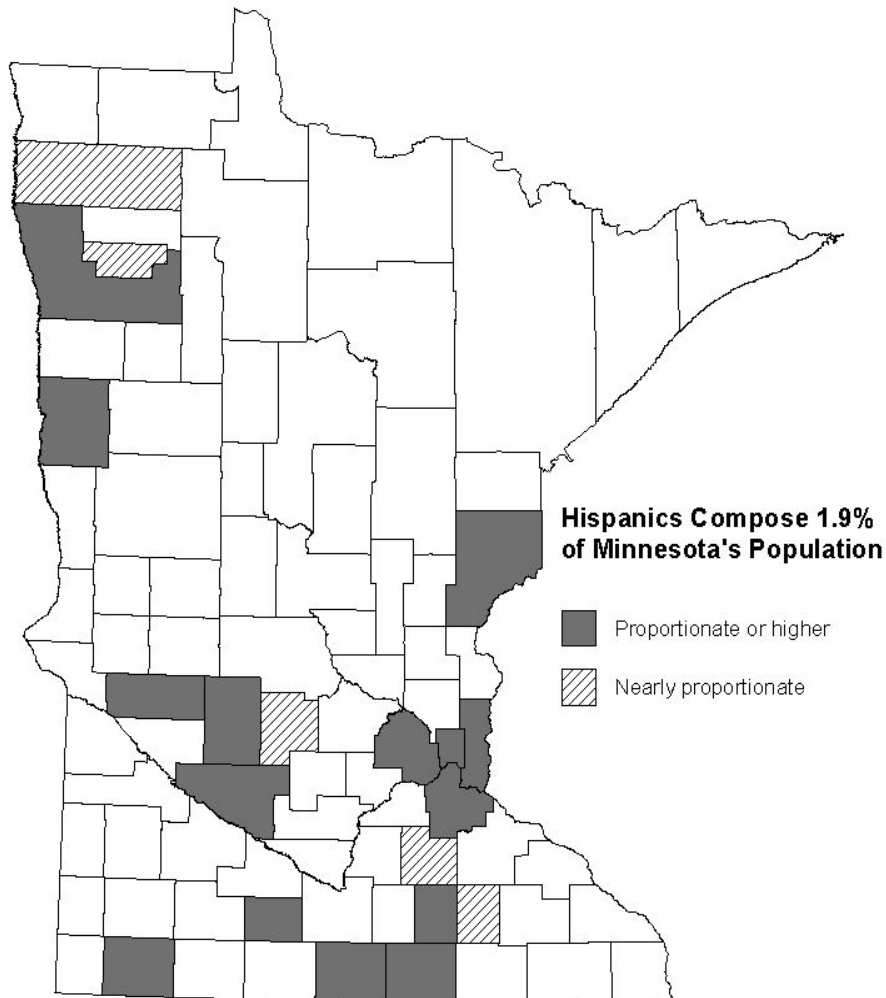 Hispanics Compose 1.9%
of Minnesota's Population
Proportionate or higher
Nearly proportionate